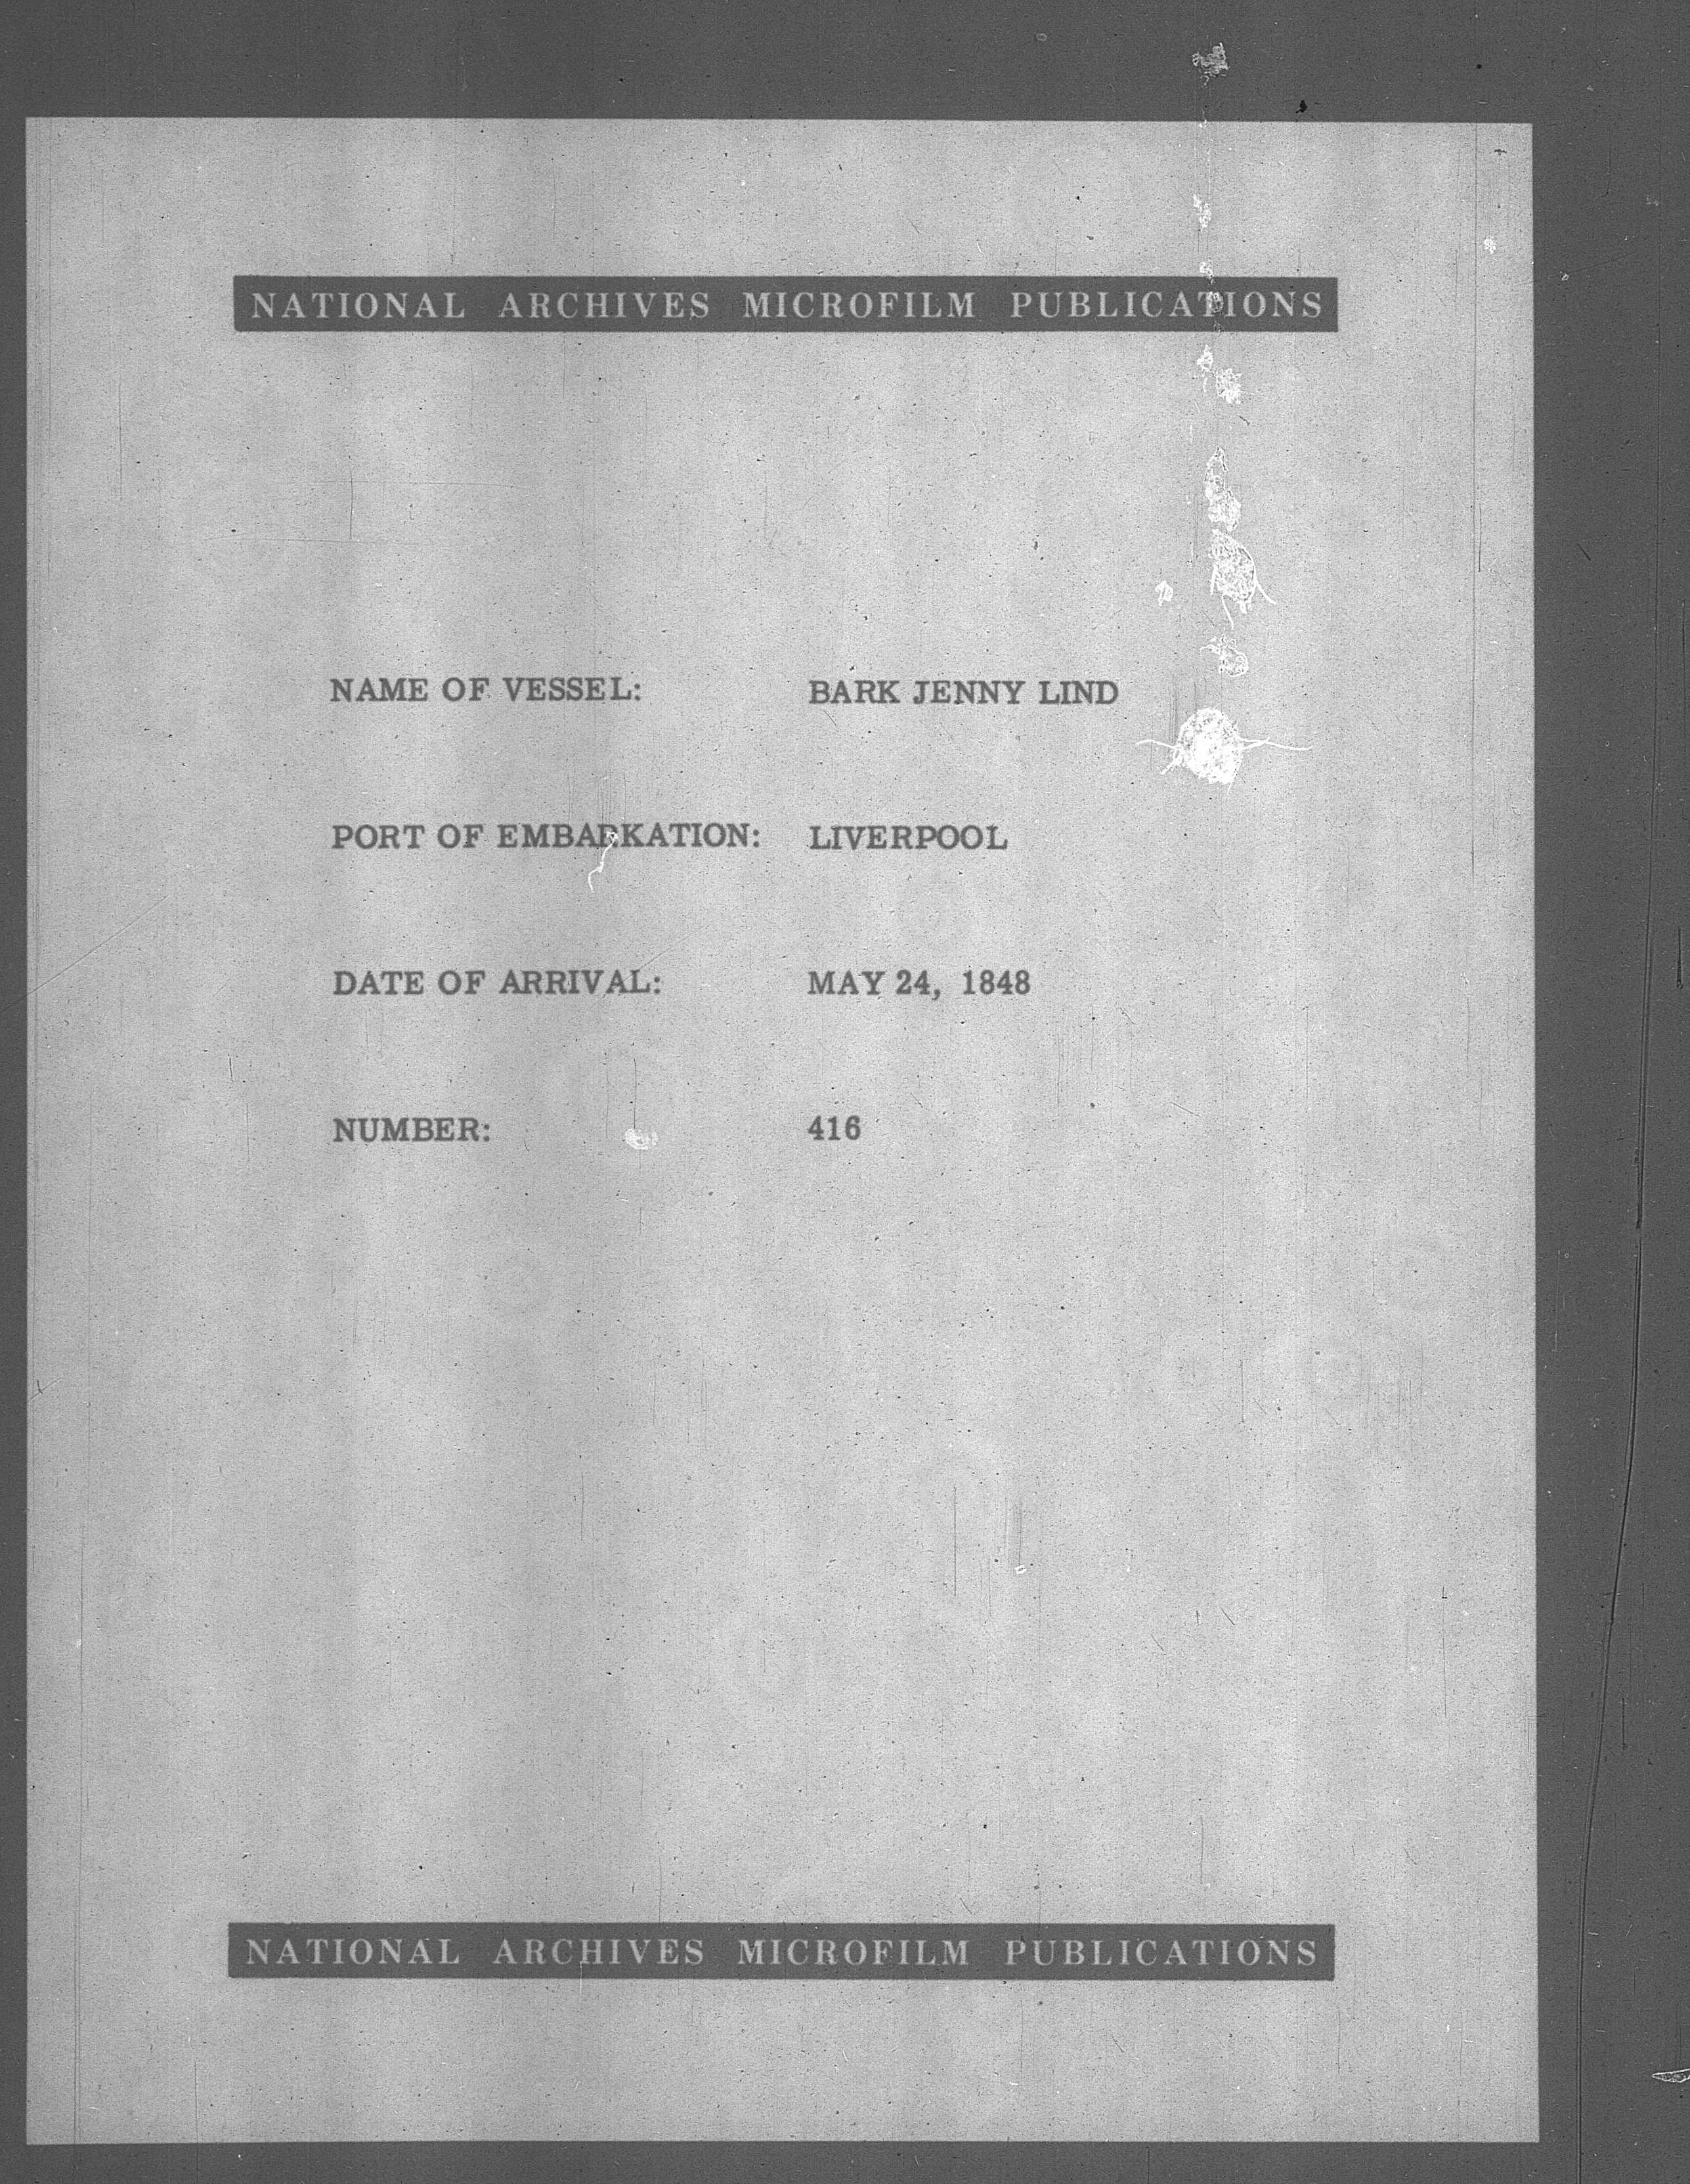 NATIONAL ARCHIVES MICROFILM PUBLICATIONS
NAME OF VESSEL: BARK JENNY LIND
PORT OF EMBARKATION: LIVERPOOL
DATE OF ARRIVAL: MAY 24, 1848
NUMBER: 416
NATIONAL ARCHIVES MICROFILM PUBLICATIONS